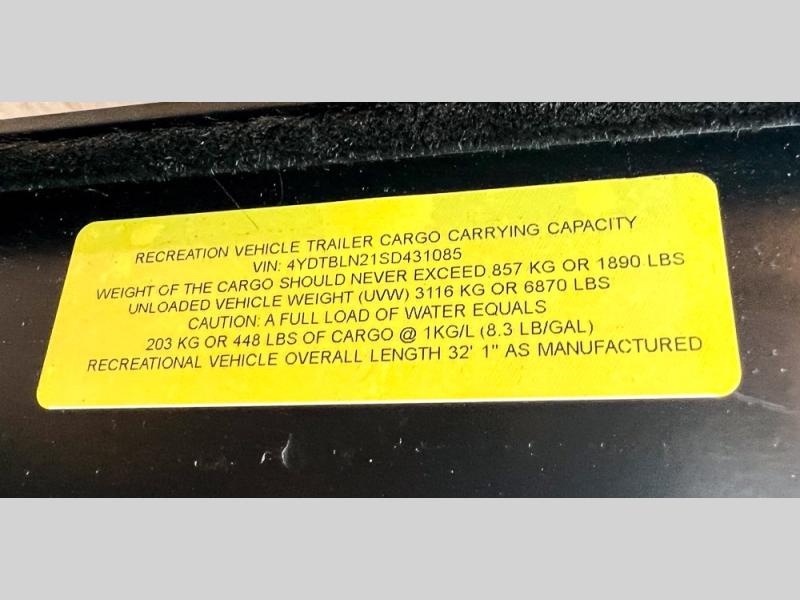 RECREATION VEHICLE TRAILER CARGO CARRYING CAPACITY
VIN: 4YDTBLN21SD431085
WEIGHT OF THE CARGO SHOULD NEVER EXCEED 857 KG OR 1890 LBS
UNLOADED VEHICLE WEIGHT (UVW) 3116 KG OR 6870 LBS
CAUTION: A FULL LOAD OF WATER EQUALS
203 KG OR 448 LBS OF CARGO @ 1KG/L (8.3 LB/GAL)
RECREATIONAL VEHICLE OVERALL LENGTH 32' 1" AS MANUFACTURED